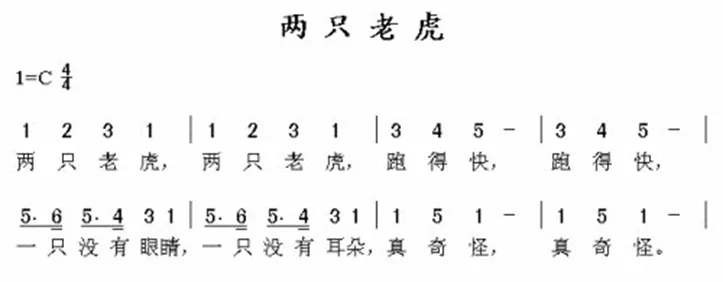 两只老虎
1=C 4/4
1 2 3 1 | 1 2 3 1 | 3 4 5 – | 3 4 5 – |
两只老虎, 两只老虎, 跑得快, 跑得快,
5· 6 5· 4 3 1 | 5· 6 5· 4 3 1 | 1 5 1 – | 1 5 1 – |
一只没有眼睛, 一只没有耳朵, 真奇怪, 真奇怪。